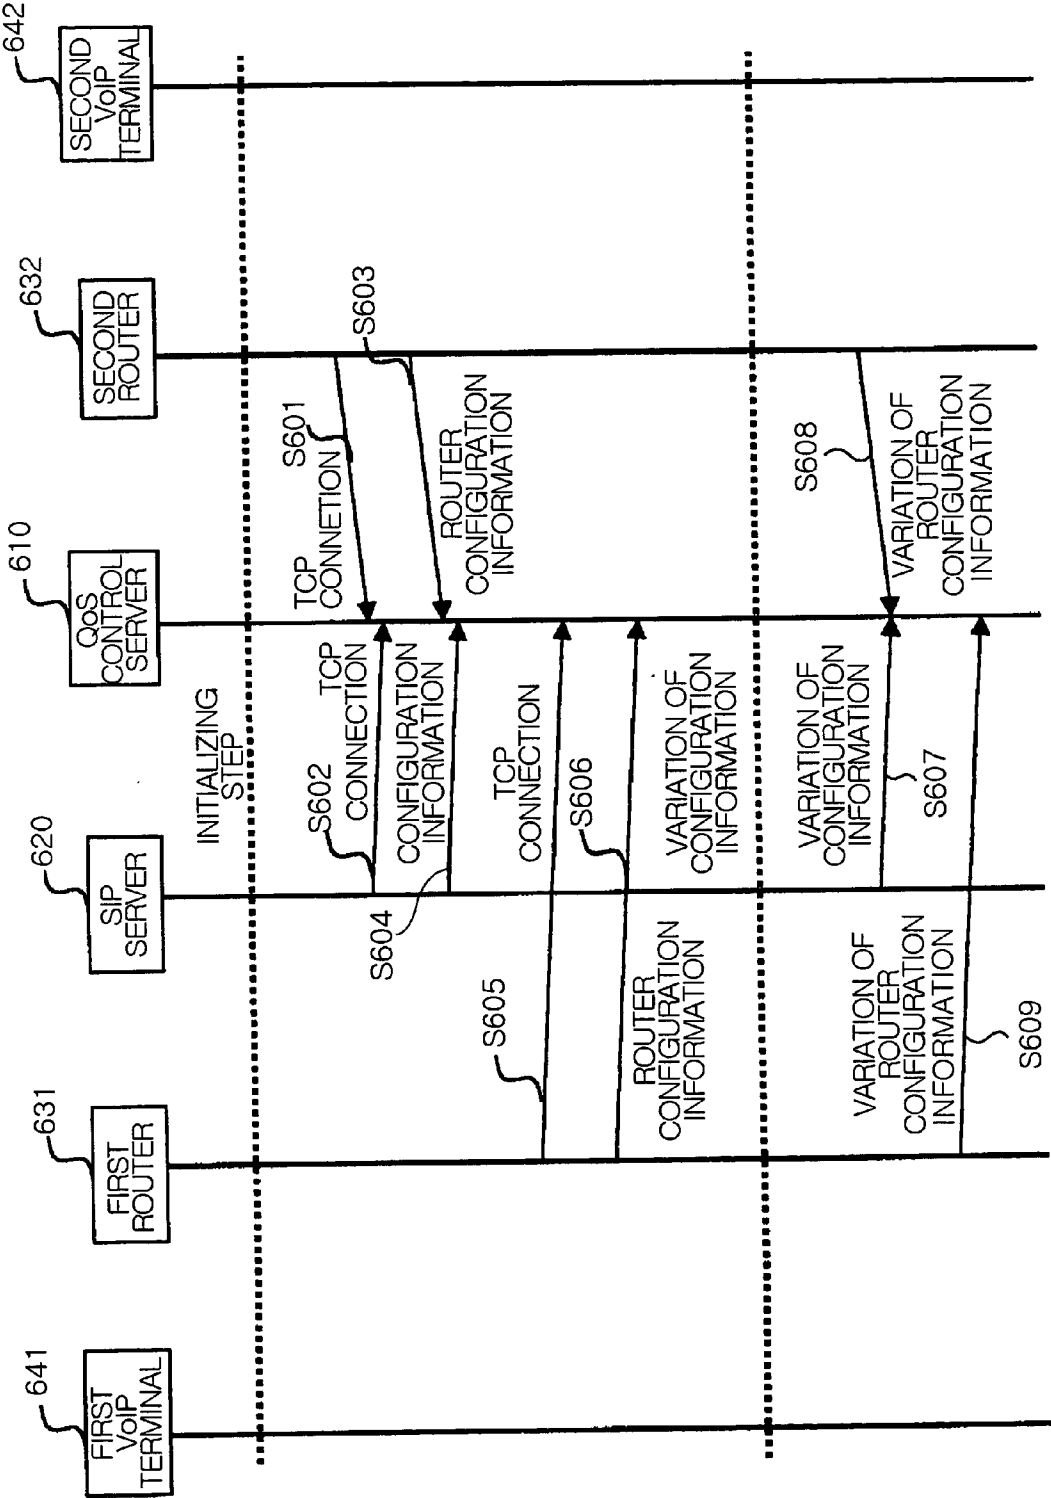 641
FIRST
VoIP
TERMINAL
631
FIRST
ROUTER
620
SIP
SERVER
610
QoS
CONTROL
SERVER
632
SECOND
ROUTER
642
SECOND
VoIP
TERMINAL
INITIALIZING
STEP
TCP
CONNETION
S601
S602
TCP
CONNECTION
S603
ROUTER
CONFIGURATION
INFORMATION
S604
CONFIGURATION
INFORMATION
S605
TCP
CONNECTION
S606
ROUTER
CONFIGURATION
INFORMATION
VARIATION OF
CONFIGURATION
INFORMATION
VARIATION OF
CONFIGURATION
INFORMATION
S607
S608
VARIATION OF
ROUTER
CONFIGURATION
INFORMATION
VARIATION OF
ROUTER
CONFIGURATION
INFORMATION
S609